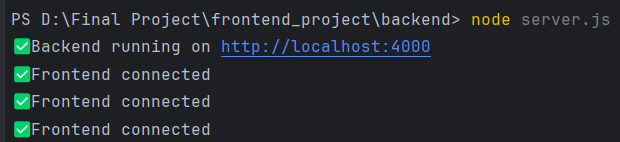 PS D:\Final Project\frontend_project\backend> node server.js
✅Backend running on http://localhost:4000
✅Frontend connected
✅Frontend connected
✅Frontend connected